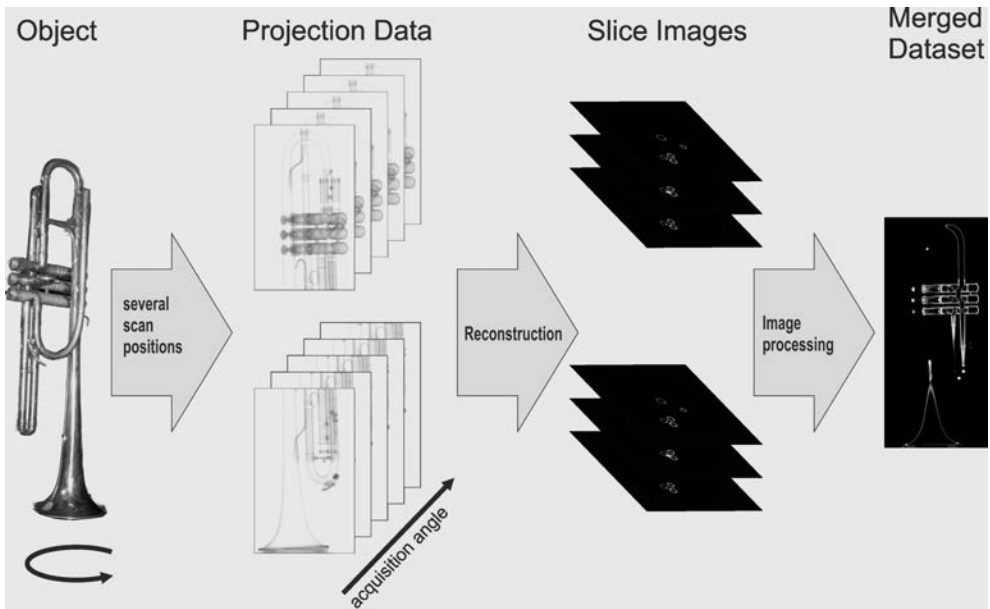 Object
Projection Data
Slice Images
Merged
Dataset
several
scan
positions
Reconstruction
Image
processing
acquisition angle